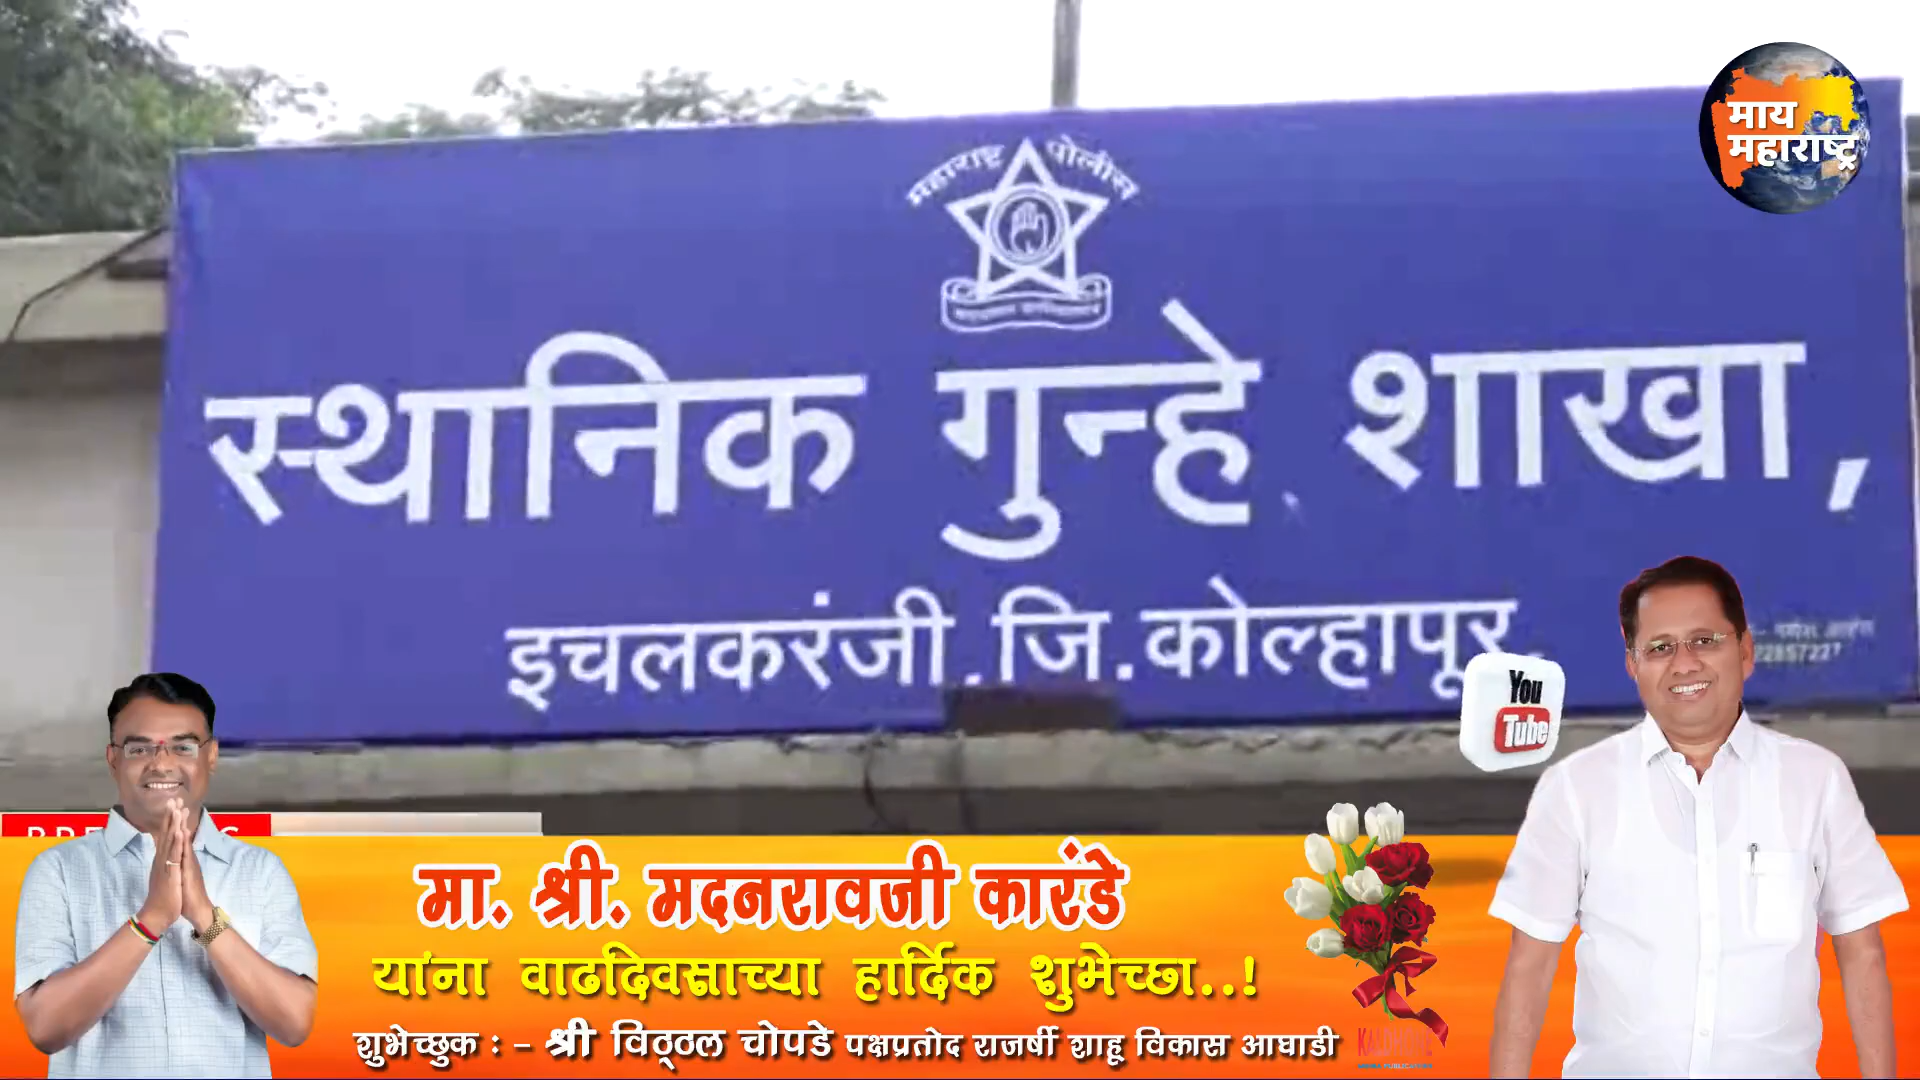 माय
महाराष्ट्र
महाराष्ट्र पोलीस
स्थानिक गुन्हे शाखा,
इचलकरंजी.जि.कोल्हापूर.
You
Tube
मा. श्री. मदनरावजी कारंडे
यांना वाढदिवसाच्या हार्दिक शुभेच्छा..!
शुभेच्छुक : - श्री विठ्ठल चोपडे पक्षप्रतोद राजर्षी शाहू विकास आघाडी